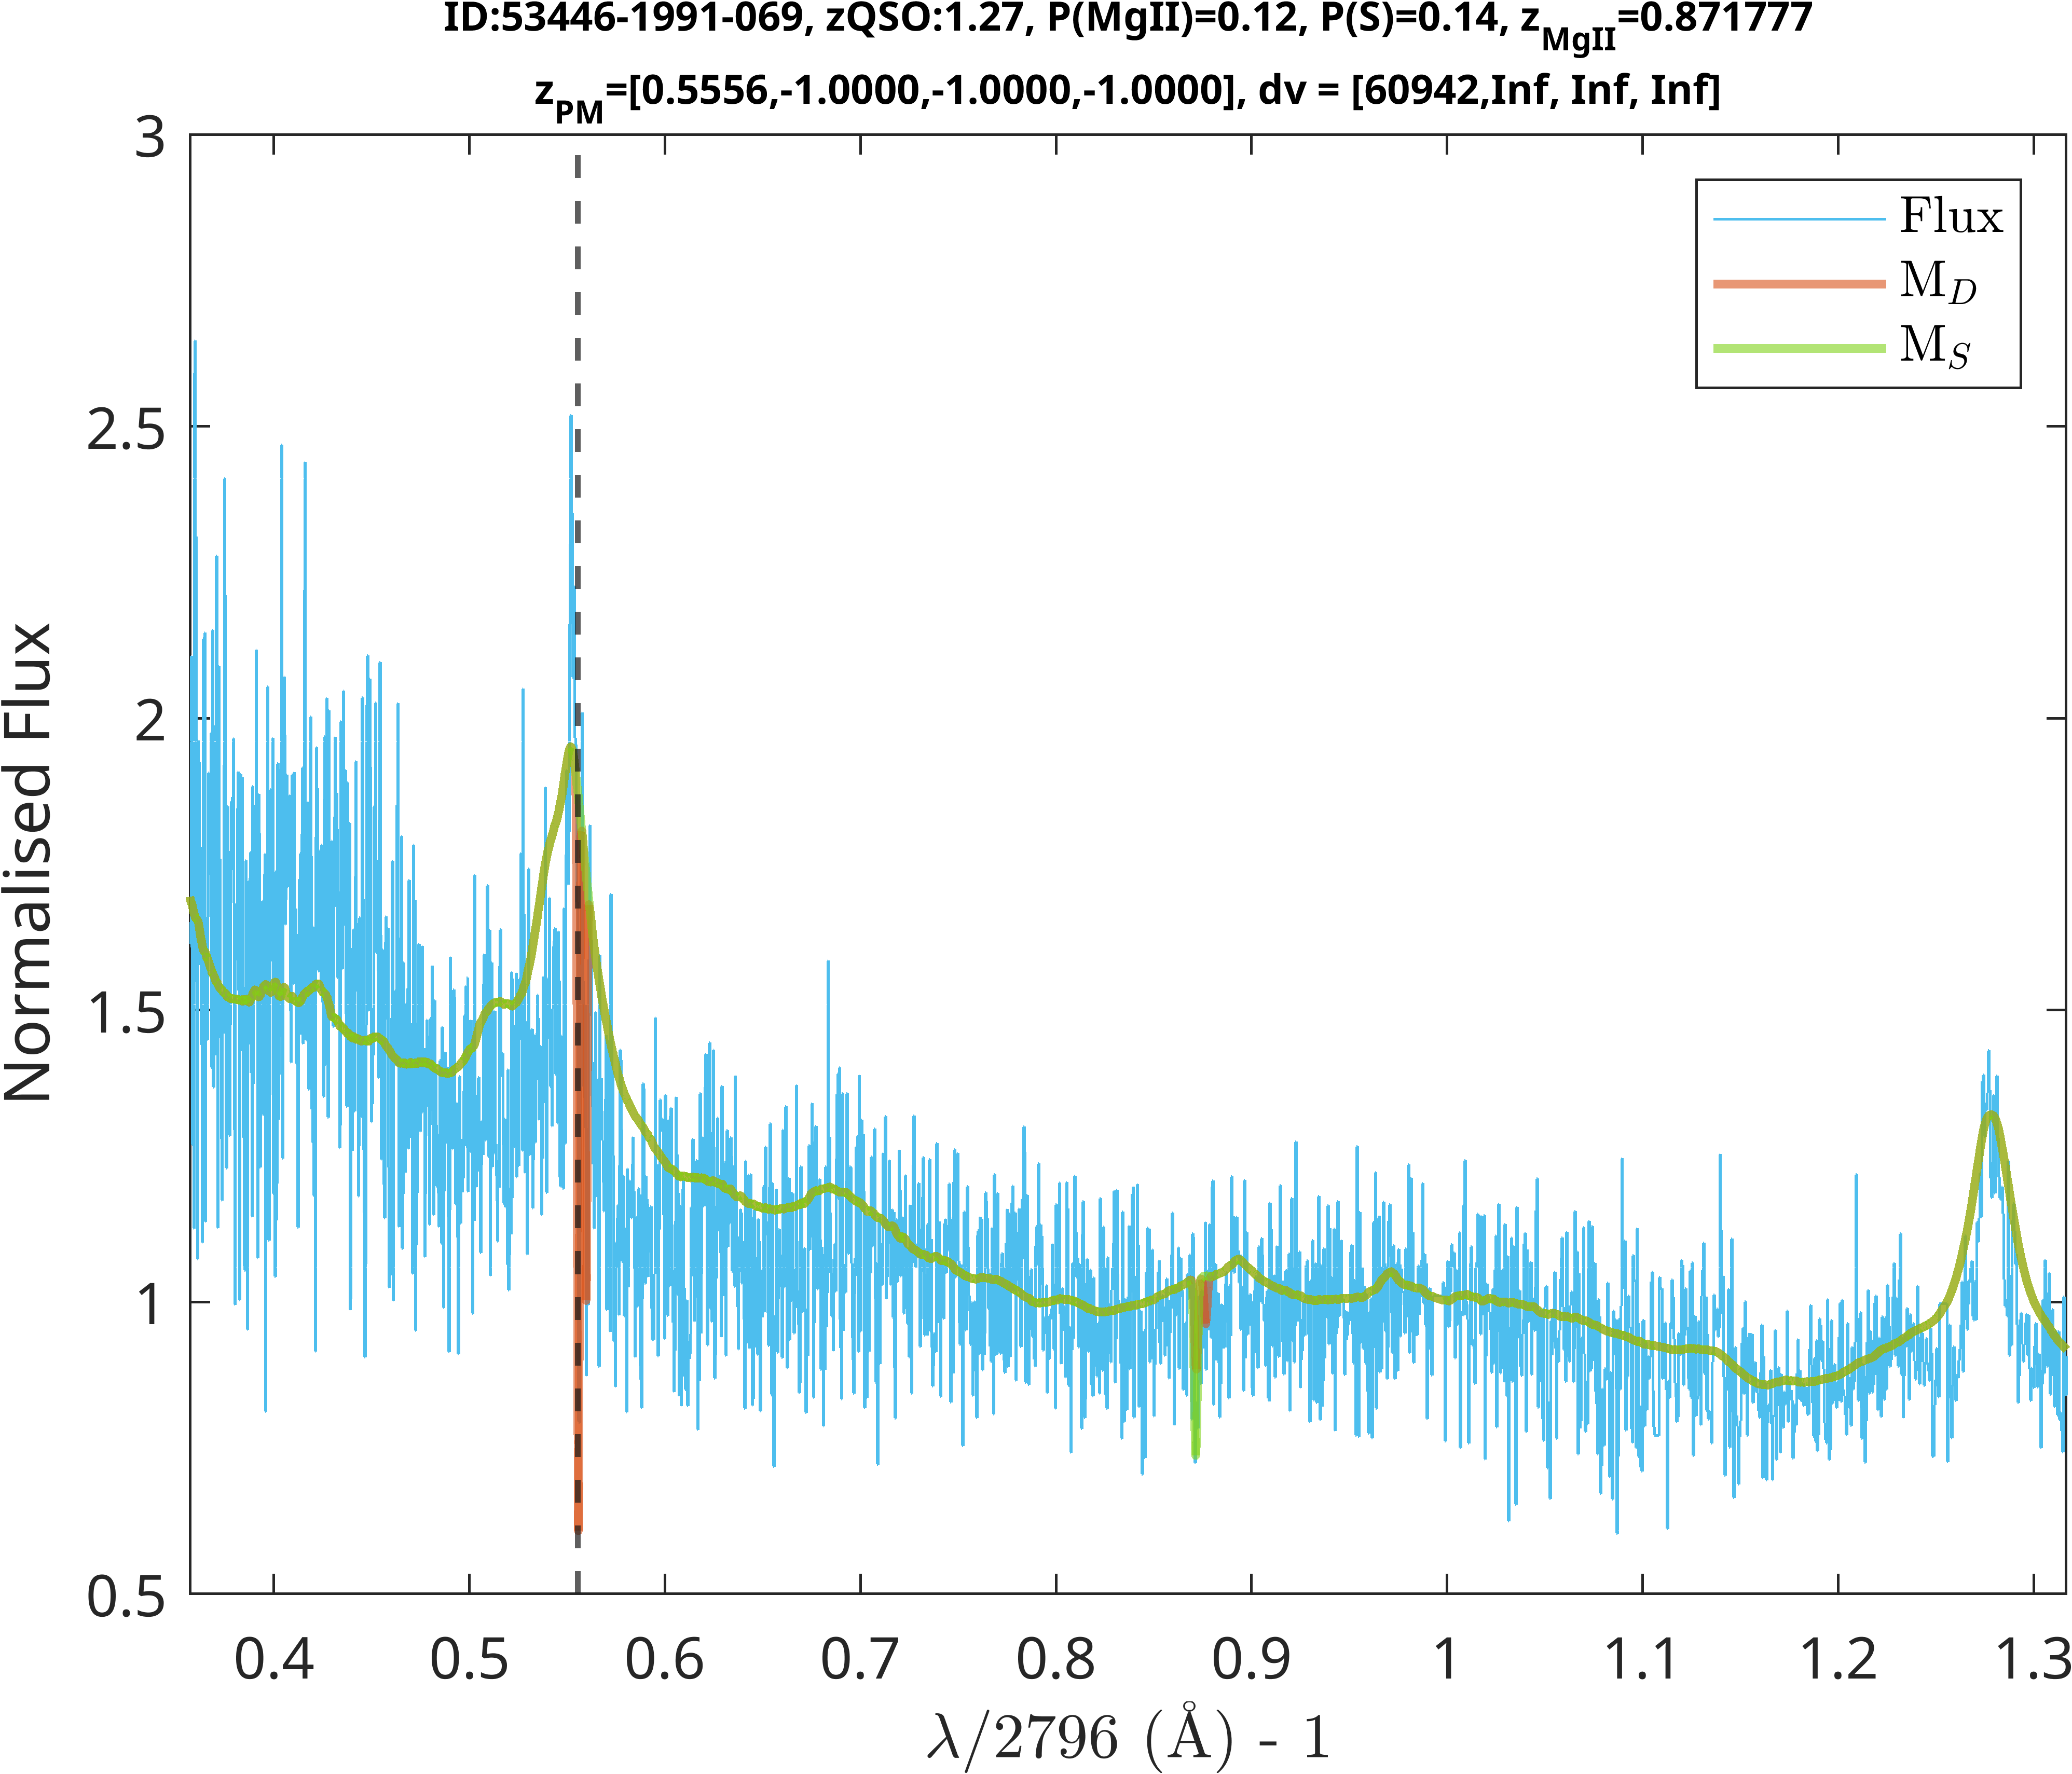 ID:53446-1991-069, zQSO:1.27, P(MgII)=0.12, P(S)=0.14, zMgII=0.871777
zPM=[0.5556,-1.0000,-1.0000,-1.0000], dv = [60942,Inf, Inf, Inf]
Flux
MD
MS
Normalised Flux
3
2.5
2
1.5
1
0.5
0.4
0.5
0.6
0.7
0.8
0.9
1
1.1
1.2
1.3
λ/2796 (Å) - 1